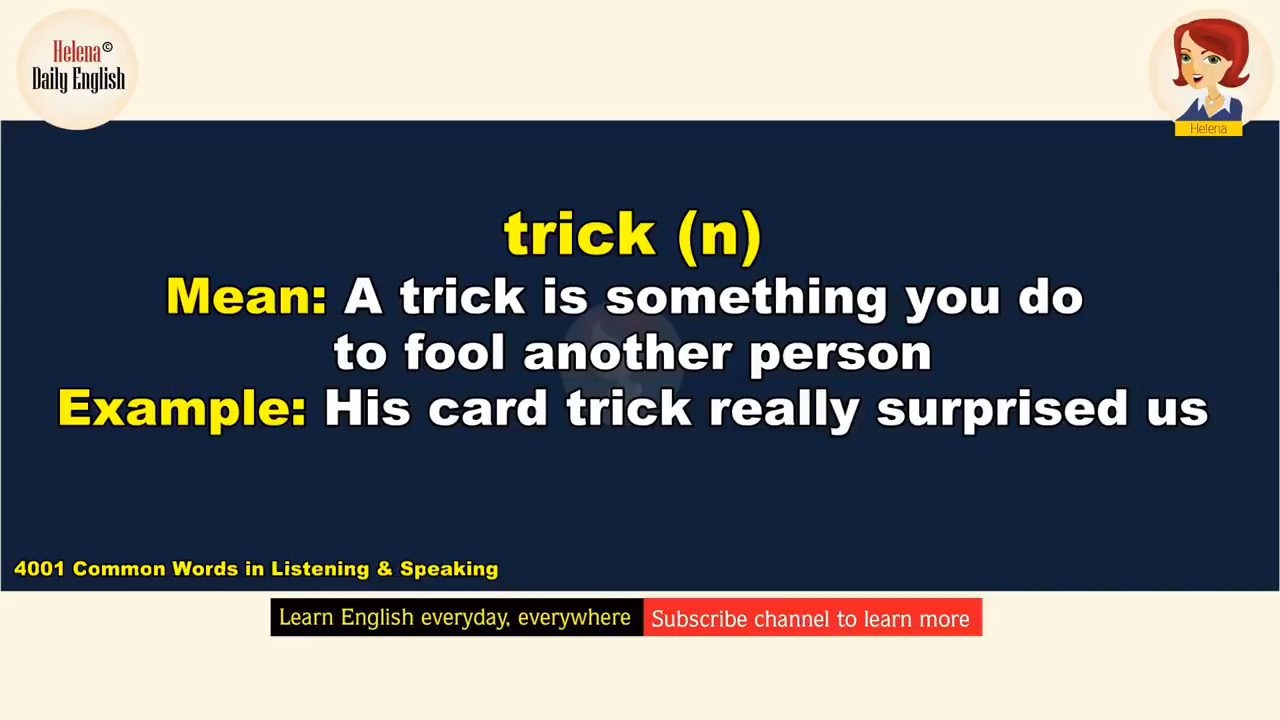 Helena©
Daily English
Helena
trick (n)
Mean: A trick is something you do
to fool another person
Example: His card trick really surprised us
4001 Common Words in Listening & Speaking
Learn English everyday, everywhere
Subscribe channel to learn more